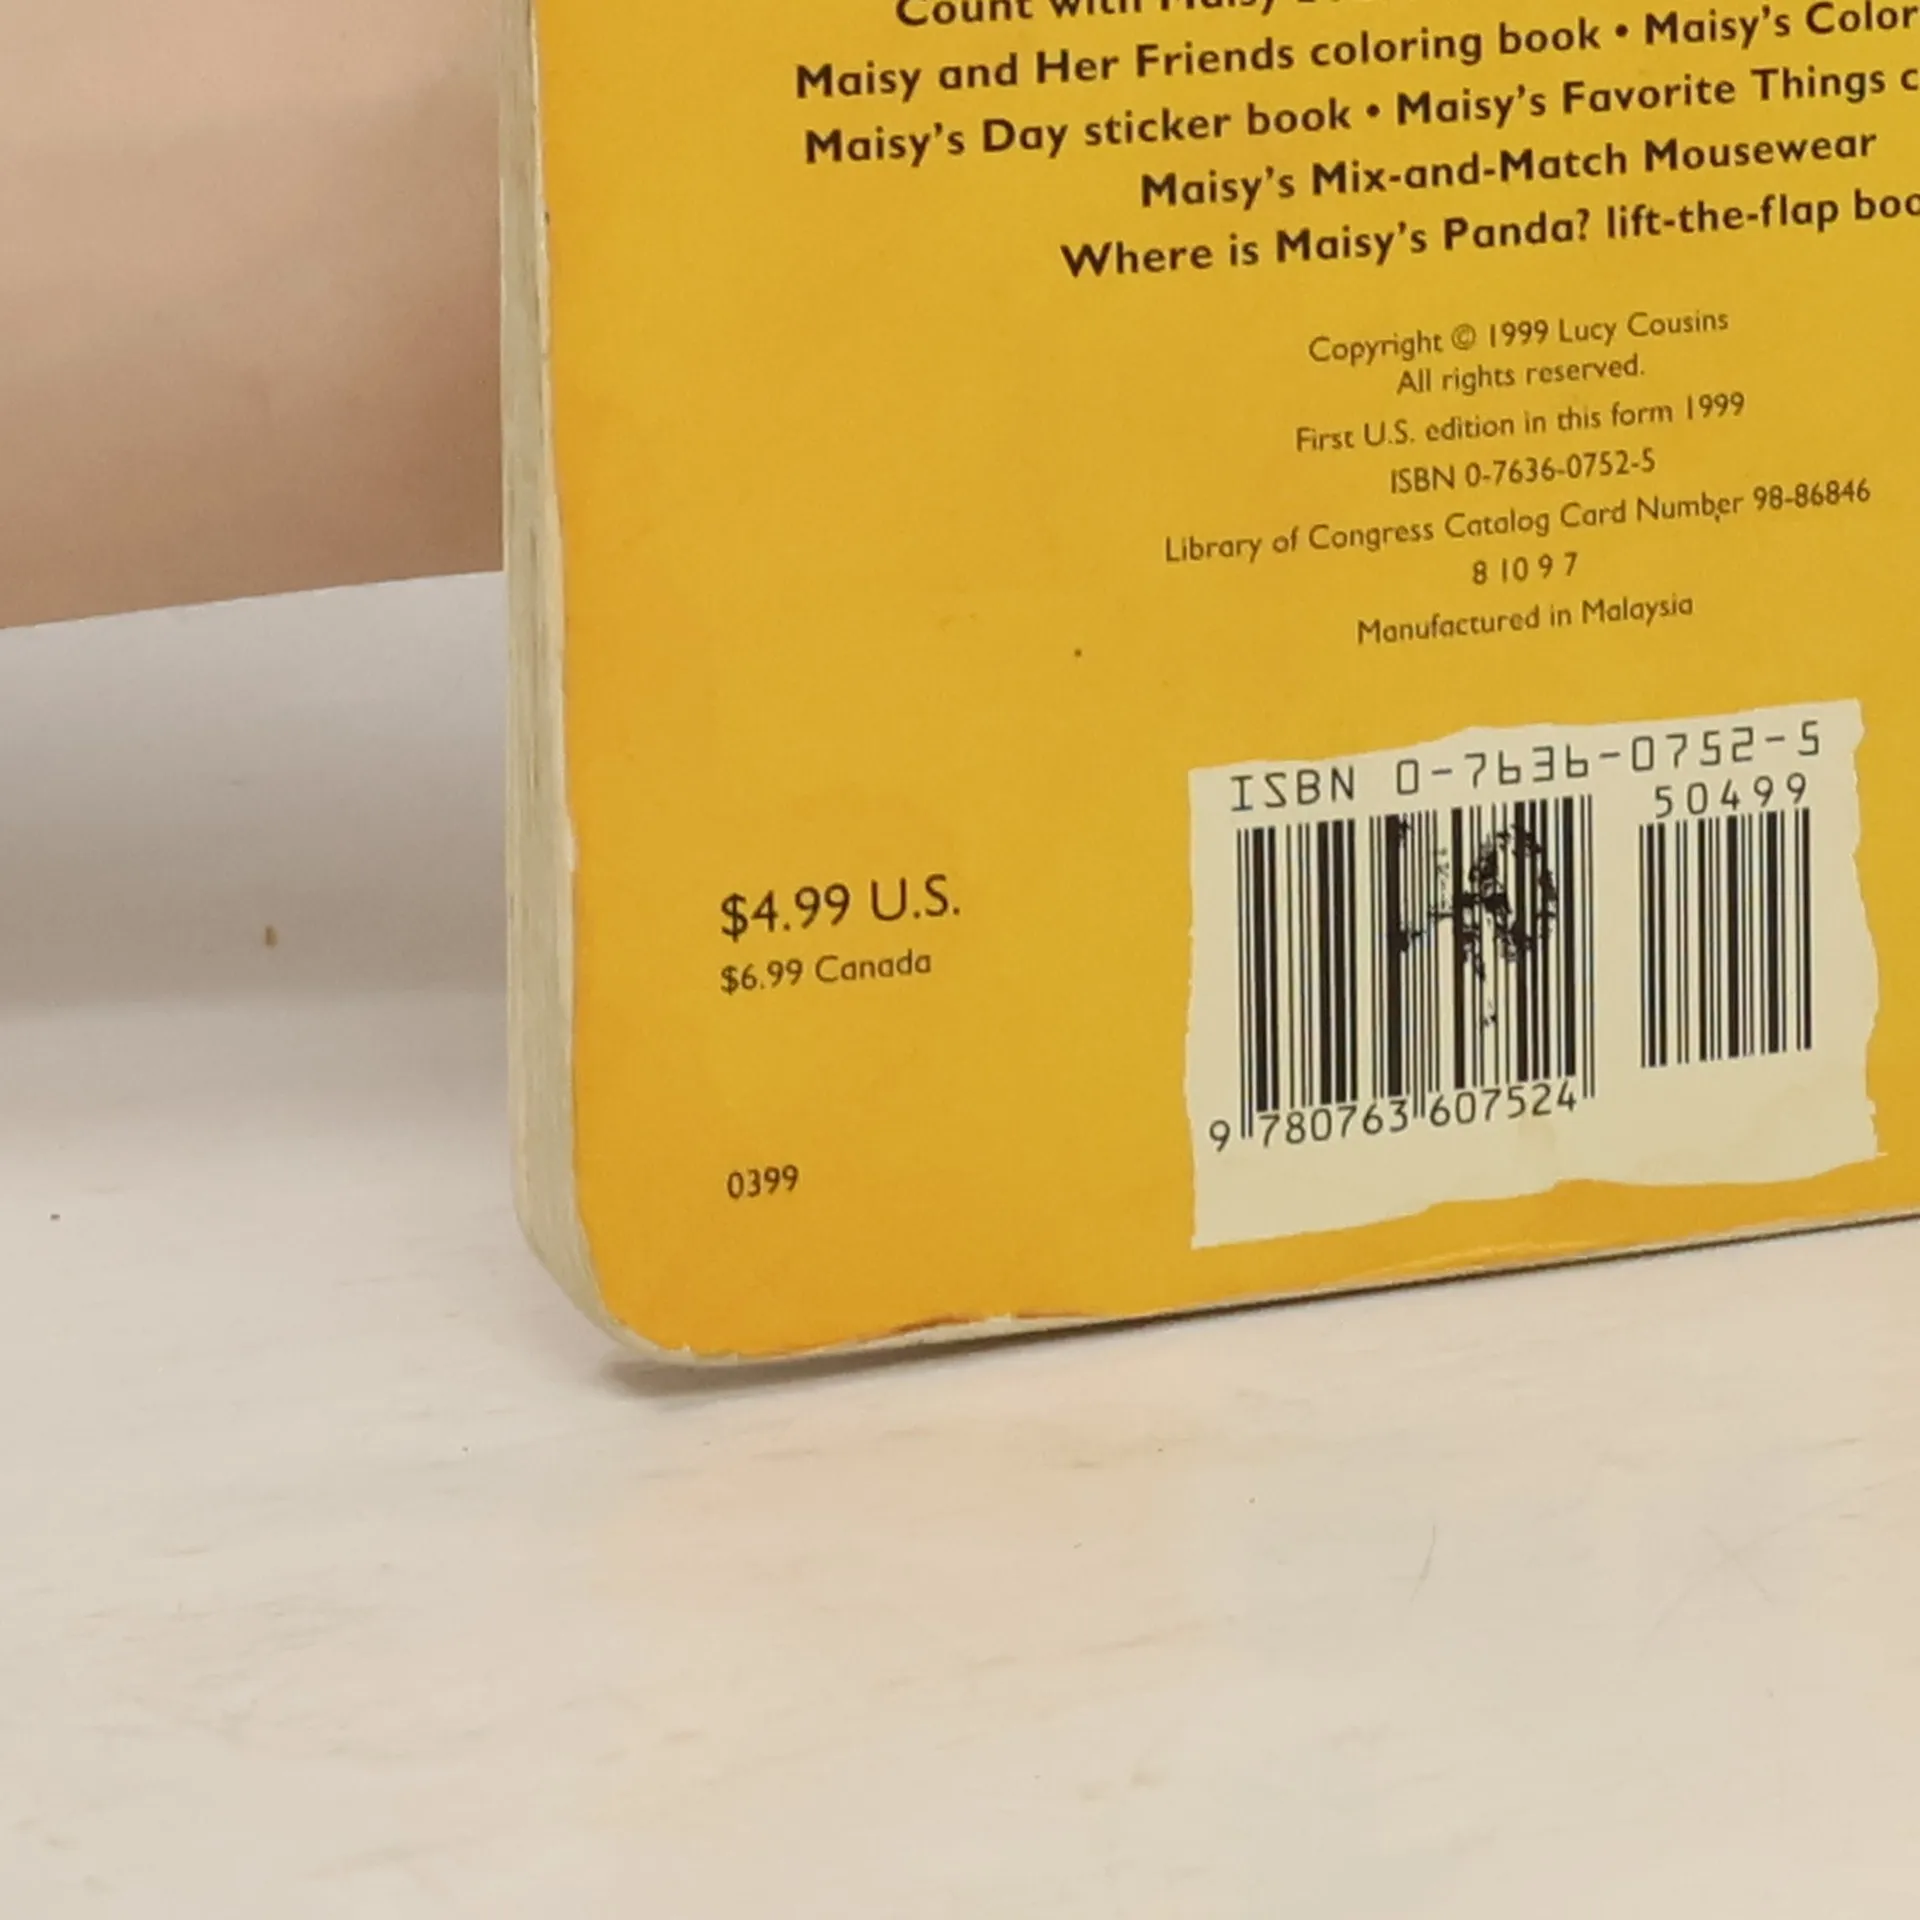 Count with Maisy
Maisy and Her Friends coloring book • Maisy's Color
Maisy's Day sticker book • Maisy's Favorite Things c
Maisy's Mix-and-Match Mousewear
Where is Maisy's Panda? lift-the-flap boo
Copyright © 1999 Lucy Cousins
All rights reserved.
First U.S. edition in this form 1999
ISBN 0-7636-0752-5
Library of Congress Catalog Card Number 98-86846
8 10 9 7
Manufactured in Malaysia
ISBN 0-7636-0752-5
50499
9 780763 607524
$4.99 U.S.
$6.99 Canada
0399